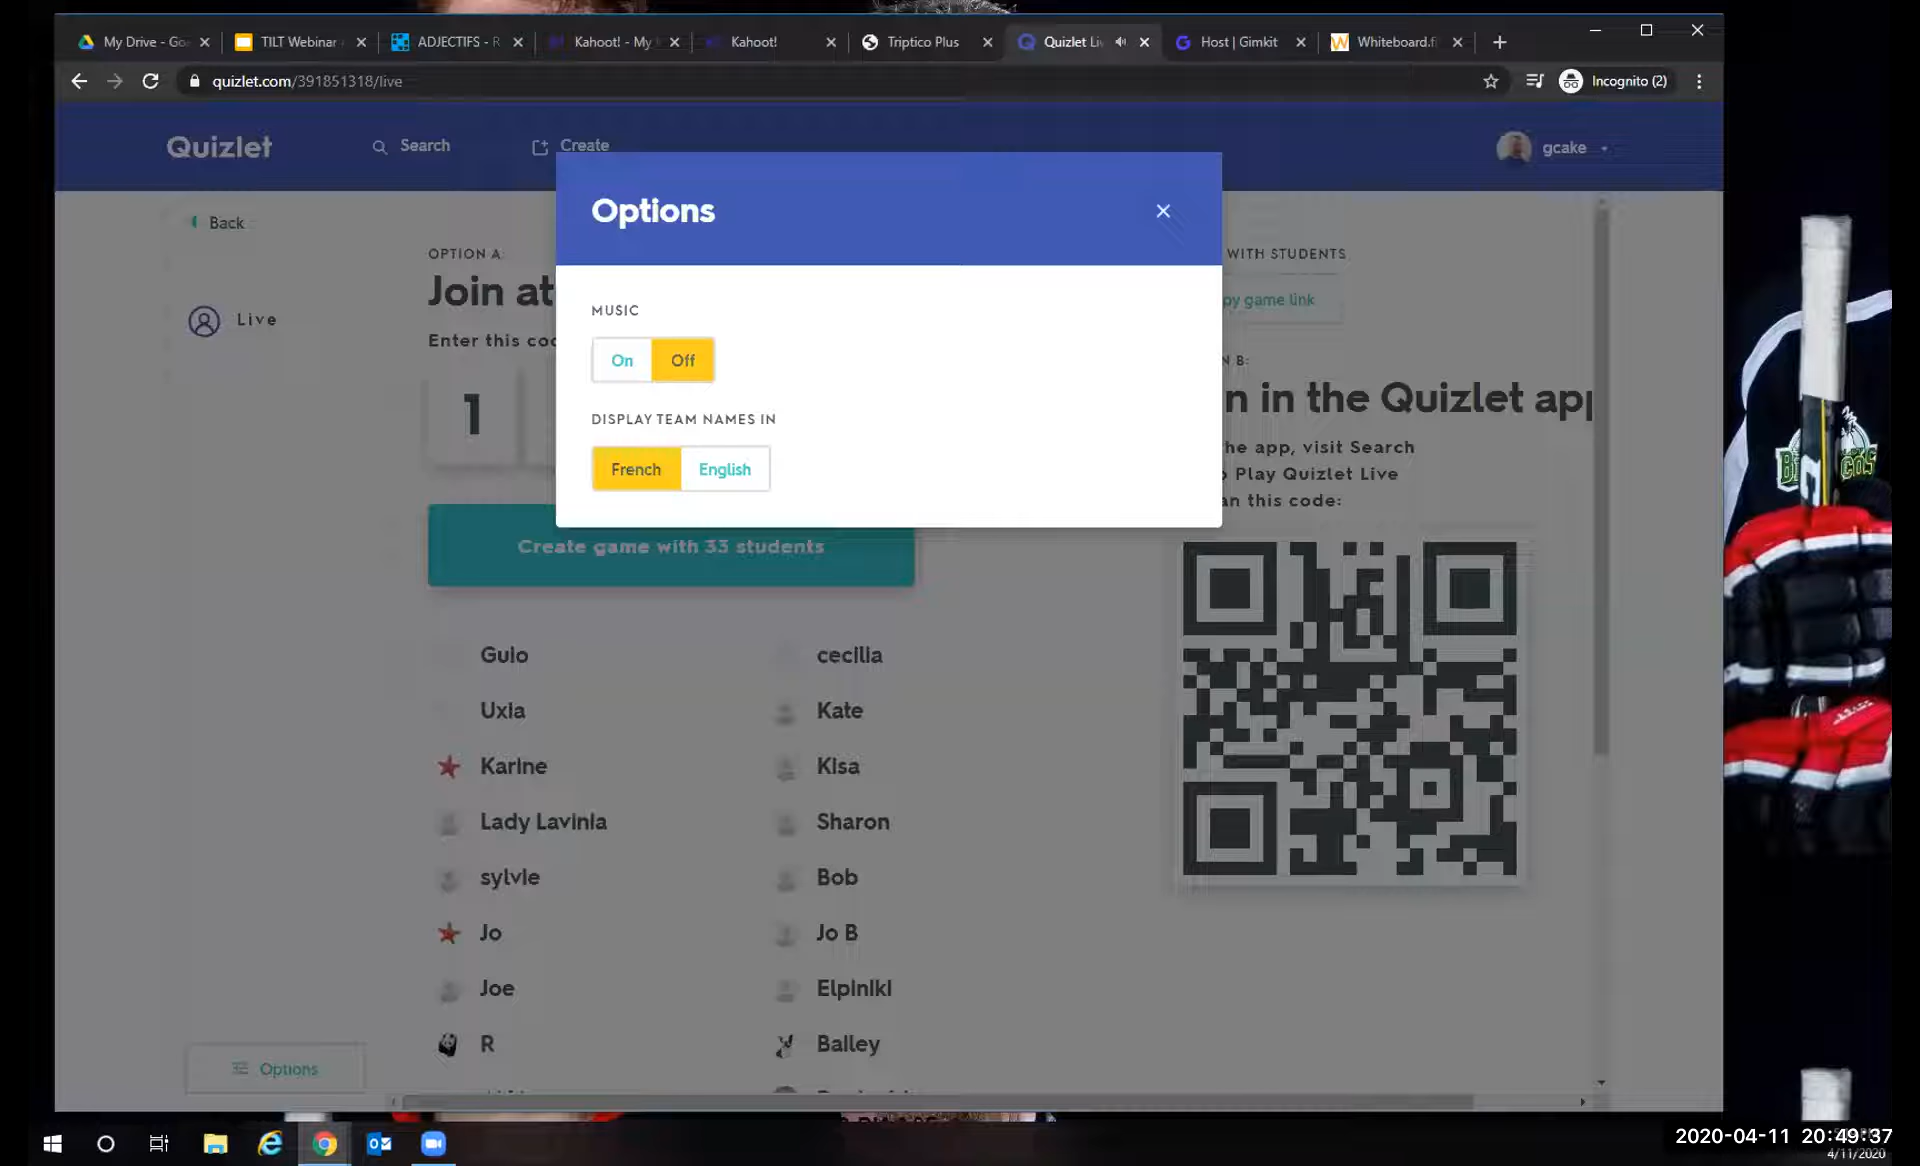 My Drive - Go
TILT Webinar
ADJECTIFS - R
Kahoot! - My
Kahoot!
Triptico Plus
Quizlet Li
Host | Gimkit
Whiteboard.fi
quizlet.com/391851318/live
Incognito (2)
Quizlet
Search
Create
gcake
Options
Back
OPTION A:
WITH STUDENTS
Join at
py game link
Live
MUSIC
Enter this co
On
Off
N B:
1
n in the Quizlet app
DISPLAY TEAM NAMES IN
he app, visit Search
French
English
Play Quizlet Live
an this code:
Create game with 33 students
Guio
cecilia
Uxia
Kate
Karine
Kisa
Lady Lavinia
Sharon
sylvie
Bob
Jo
Jo B
Joe
Elpiniki
R
Bailey
Options
2020-04-11 20:49:37
4/11/2020